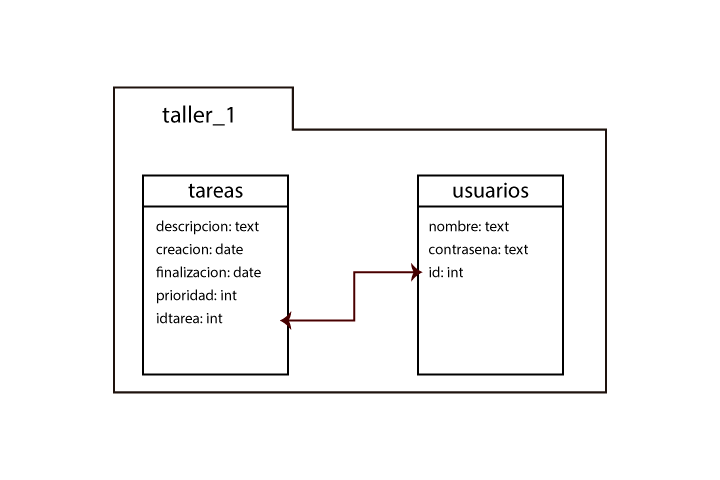 taller_1
tareas
descripcion: text
creacion: date
finalizacion: date
prioridad: int
idtarea: int
usuarios
nombre: text
contrasena: text
id: int